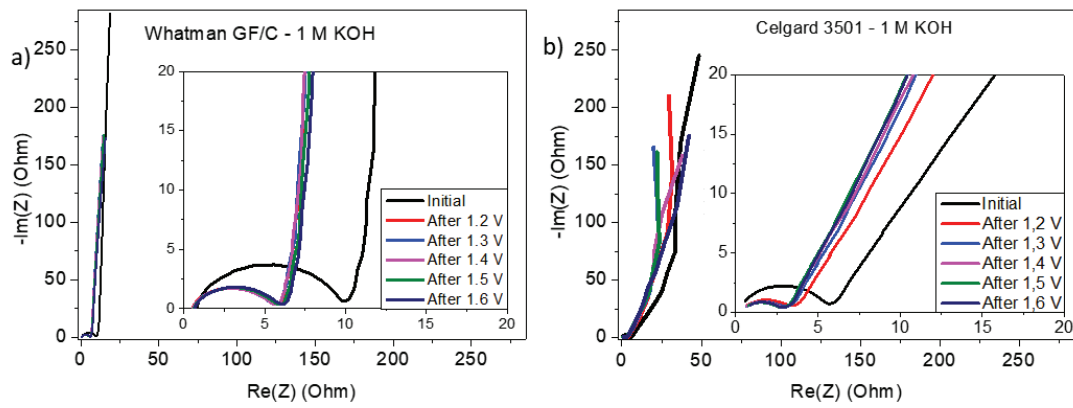 a)
Whatman GF/C - 1 M KOH
-Im(Z) (Ohm)
250
200
150
100
50
0
0 50 100 150 200 250
Re(Z) (Ohm)
20
15
10
5
0
0 5 10 15 20
Initial
After 1.2 V
After 1.3 V
After 1.4 V
After 1.5 V
After 1.6 V
b)
Celgard 3501 - 1 M KOH
-Im(Z) (Ohm)
250
200
150
100
50
0
0 50 100 150 200 250
Re(Z) (Ohm)
20
15
10
5
0
5 10 15 20
Initial
After 1,2 V
After 1,3 V
After 1,4 V
After 1,5 V
After 1,6 V